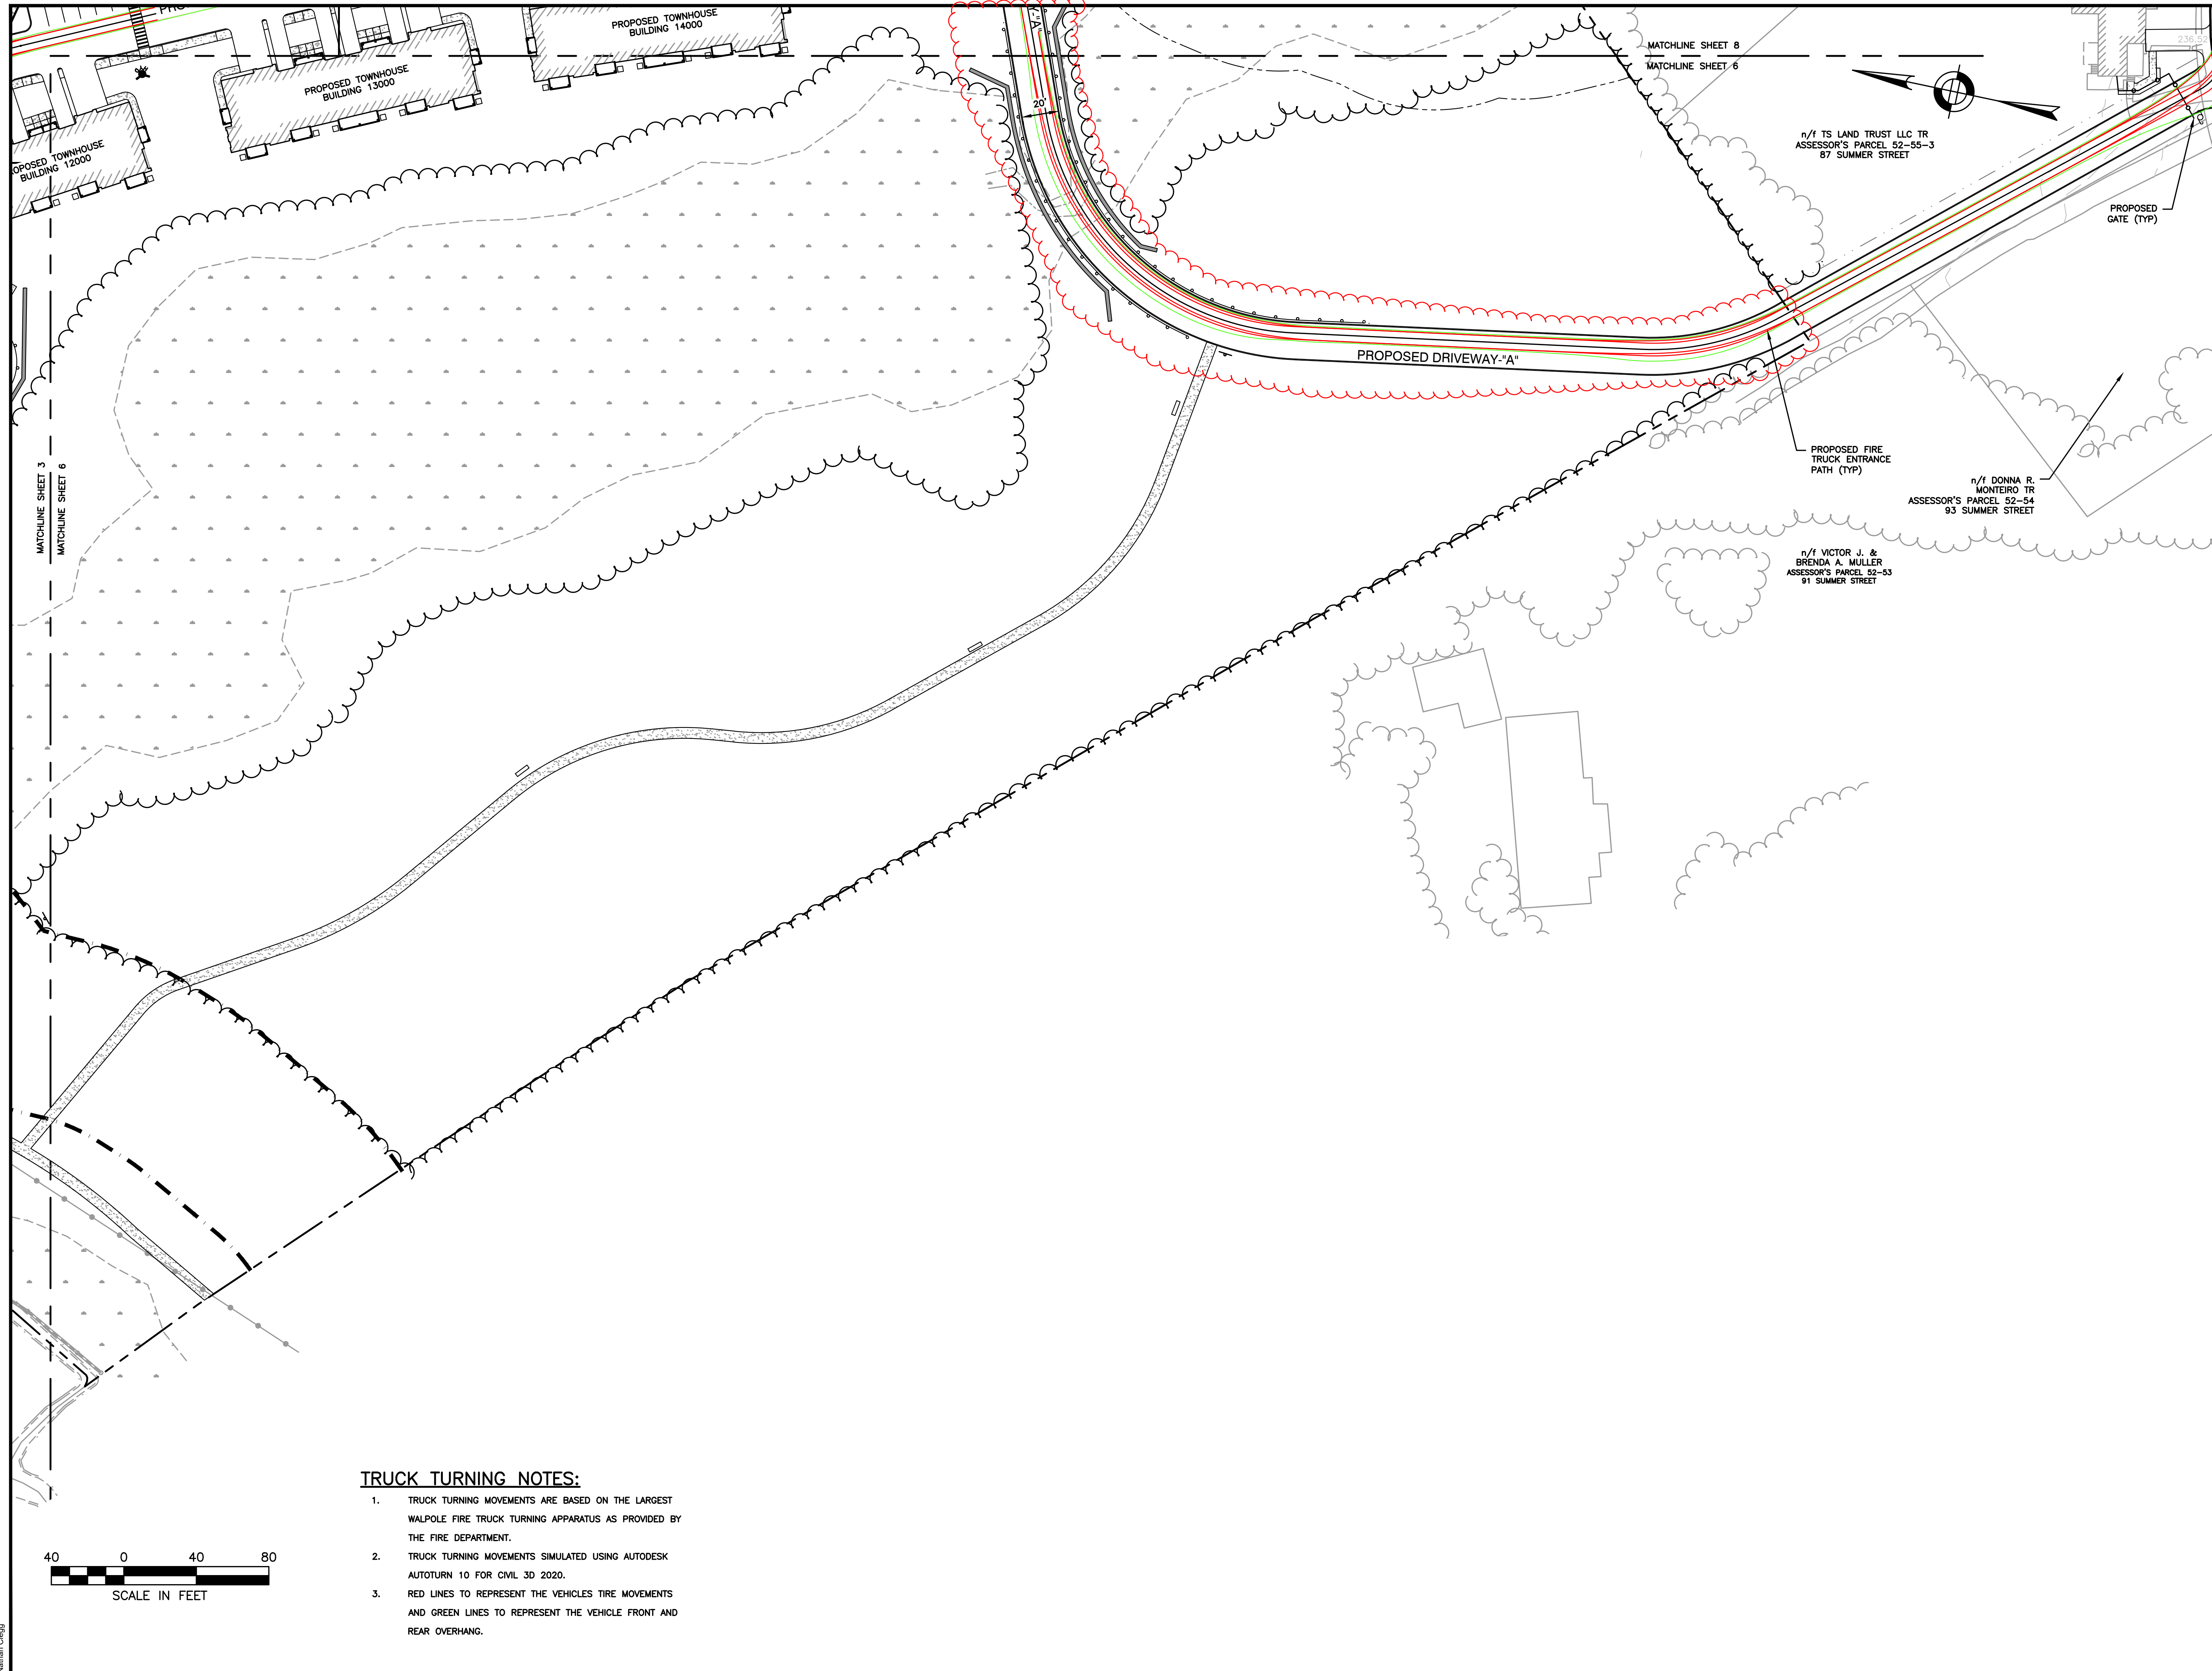 PROPOSED TOWNHOUSE
BUILDING 14000
PROPOSED TOWNHOUSE
BUILDING 13000
OPOSED TOWNHOUSE
BUILDING 12000
20'
MATCHLINE SHEET 8
MATCHLINE SHEET 6
236.52
n/f TS LAND TRUST LLC TR
ASSESSOR'S PARCEL 52-55-3
87 SUMMER STREET
PROPOSED
GATE (TYP)
PROPOSED DRIVEWAY-"A"
PROPOSED FIRE
TRUCK ENTRANCE
PATH (TYP)
n/f DONNA R.
MONTEIRO TR
ASSESSOR'S PARCEL 52-54
93 SUMMER STREET
n/f VICTOR J. &
BRENDA A. MULLER
ASSESSOR'S PARCEL 52-53
91 SUMMER STREET
MATCHLINE SHEET 3
MATCHLINE SHEET 6
TRUCK TURNING NOTES:
1. TRUCK TURNING MOVEMENTS ARE BASED ON THE LARGEST
WALPOLE FIRE TRUCK TURNING APPARATUS AS PROVIDED BY
THE FIRE DEPARTMENT.
2. TRUCK TURNING MOVEMENTS SIMULATED USING AUTODESK
AUTOTURN 10 FOR CIVIL 3D 2020.
3. RED LINES TO REPRESENT THE VEHICLES TIRE MOVEMENTS
AND GREEN LINES TO REPRESENT THE VEHICLE FRONT AND
REAR OVERHANG.
40 0 40 80
SCALE IN FEET